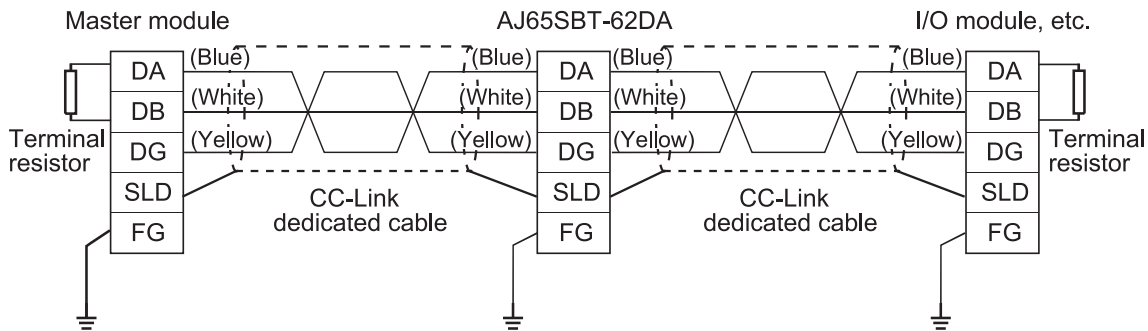 Master module
AJ65SBT-62DA
I/O module, etc.
DA
(Blue)
(Blue)
DA
(Blue)
(Blue)
DA
DB
(White)
(White)
DB
(White)
(White)
DB
Terminal
resistor
DG
(Yellow)
(Yellow)
DG
(Yellow)
(Yellow)
DG
Terminal
resistor
SLD
CC-Link
dedicated cable
SLD
CC-Link
dedicated cable
SLD
FG
FG
FG